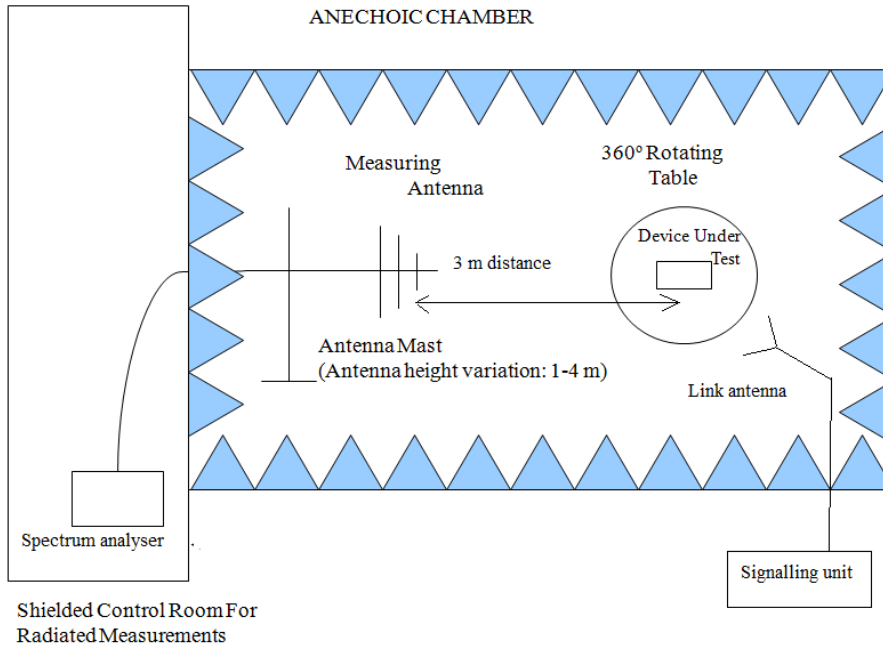 ANECHOIC CHAMBER
Measuring
Antenna
360º Rotating
Table
Device Under
Test
3 m distance
Antenna Mast
(Antenna height variation: 1-4 m)
Link antenna
Spectrum analyser
Signalling unit
Shielded Control Room For
Radiated Measurements